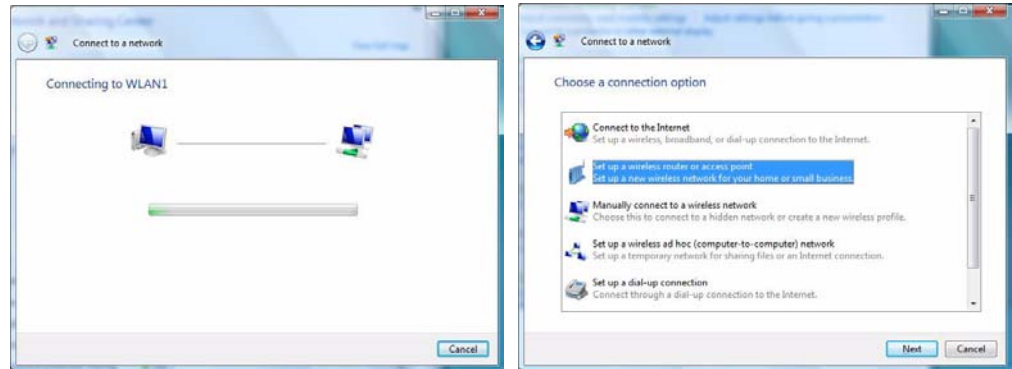 Connect to a network
Connecting to WLAN1
Cancel
Connect to a network
Choose a connection option
Connect to the Internet
Set up a wireless, broadband, or dial-up connection to the Internet.
Set up a wireless router or access point
Set up a new wireless network for your home or small business.
Manually connect to a wireless network
Choose this to connect to a hidden network or create a new wireless profile.
Set up a wireless ad hoc (computer-to-computer) network
Set up a temporary network for sharing files or an Internet connection.
Set up a dial-up connection
Connect through a dial-up connection to the Internet.
Next Cancel